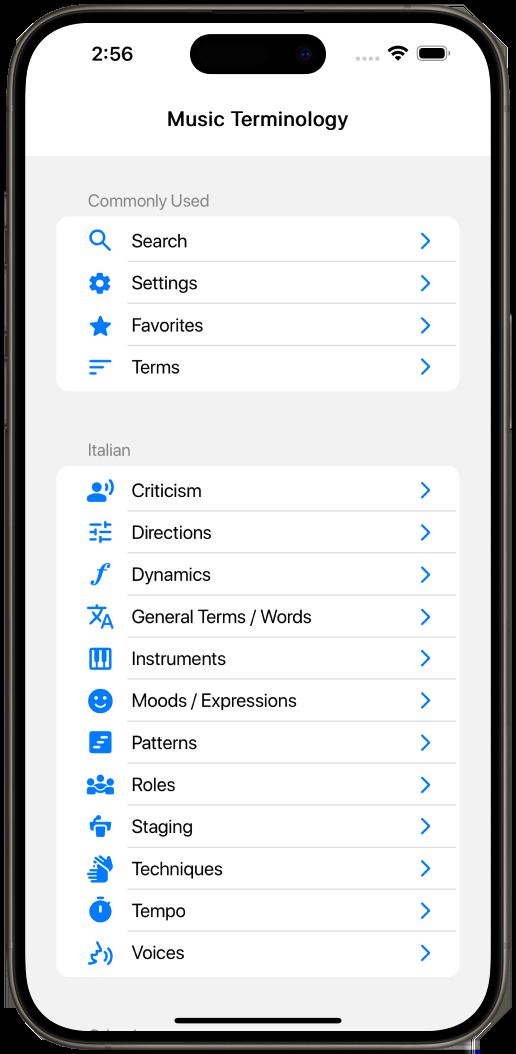 2:56
Music Terminology
Commonly Used
Search
Settings
Favorites
Terms
Italian
Criticism
Directions
Dynamics
General Terms / Words
Instruments
Moods / Expressions
Patterns
Roles
Staging
Techniques
Tempo
Voices